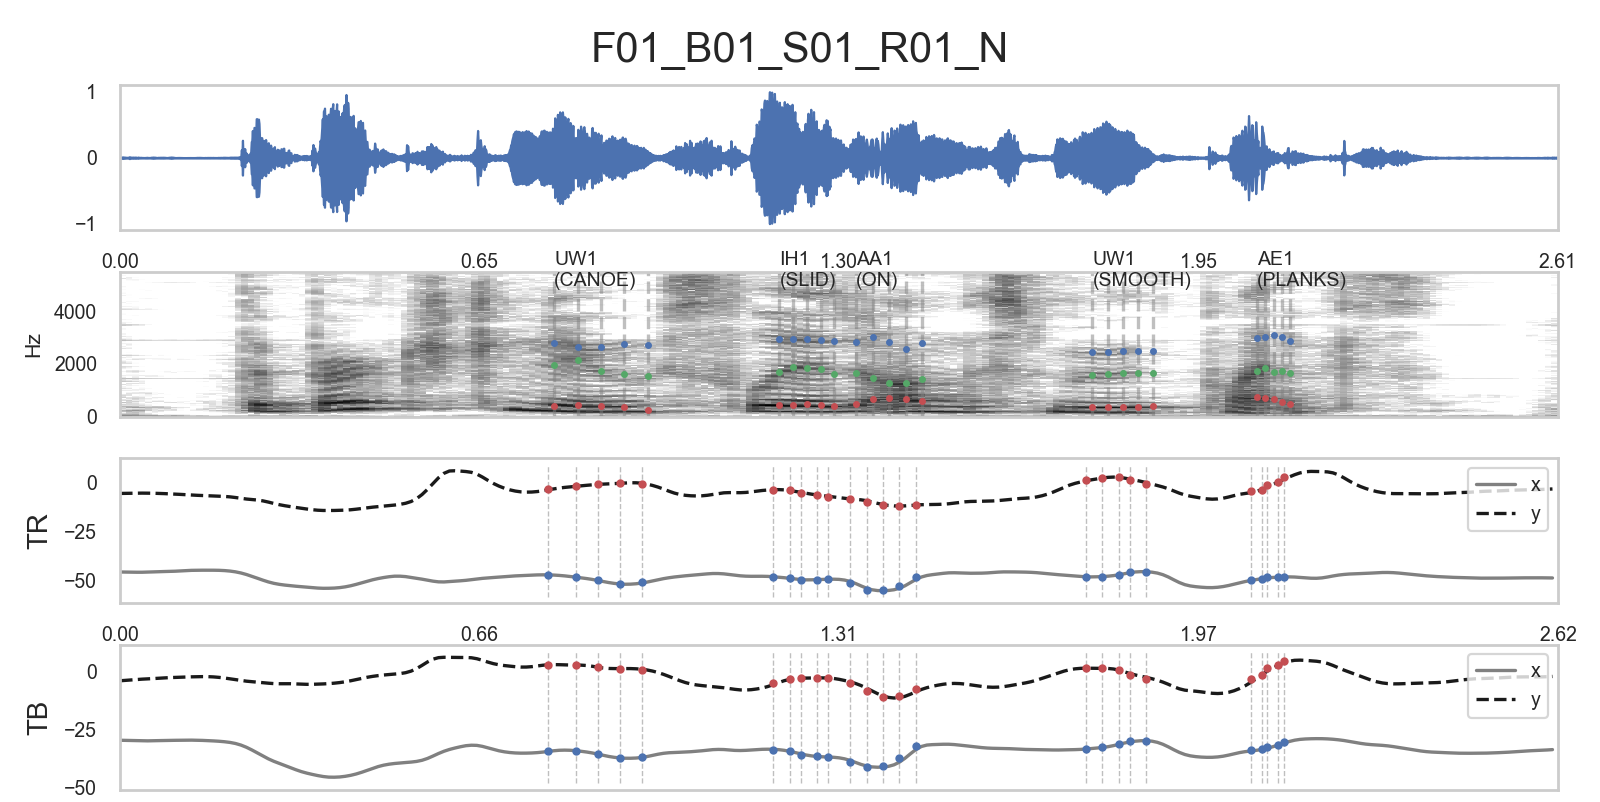 F01_B01_S01_R01_N
1
0
−1
0.00 0.65 1.30 1.95 2.61
UW1 IH1 AA1 UW1 AE1
(CANOE) (SLID) (ON) (SMOOTH) (PLANKS)
Hz
4000
2000
0
TR
0
−25
−50
x
y
0.00 0.66 1.31 1.97 2.62
TB
0
−25
−50
x
y